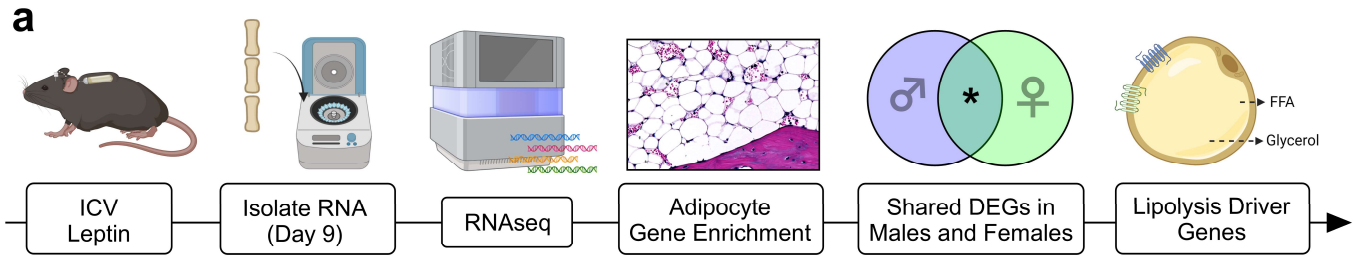 a
*
FFA
Glycerol
ICV
Leptin
Isolate RNA
(Day 9)
RNAseq
Adipocyte
Gene Enrichment
Shared DEGs in
Males and Females
Lipolysis Driver
Genes